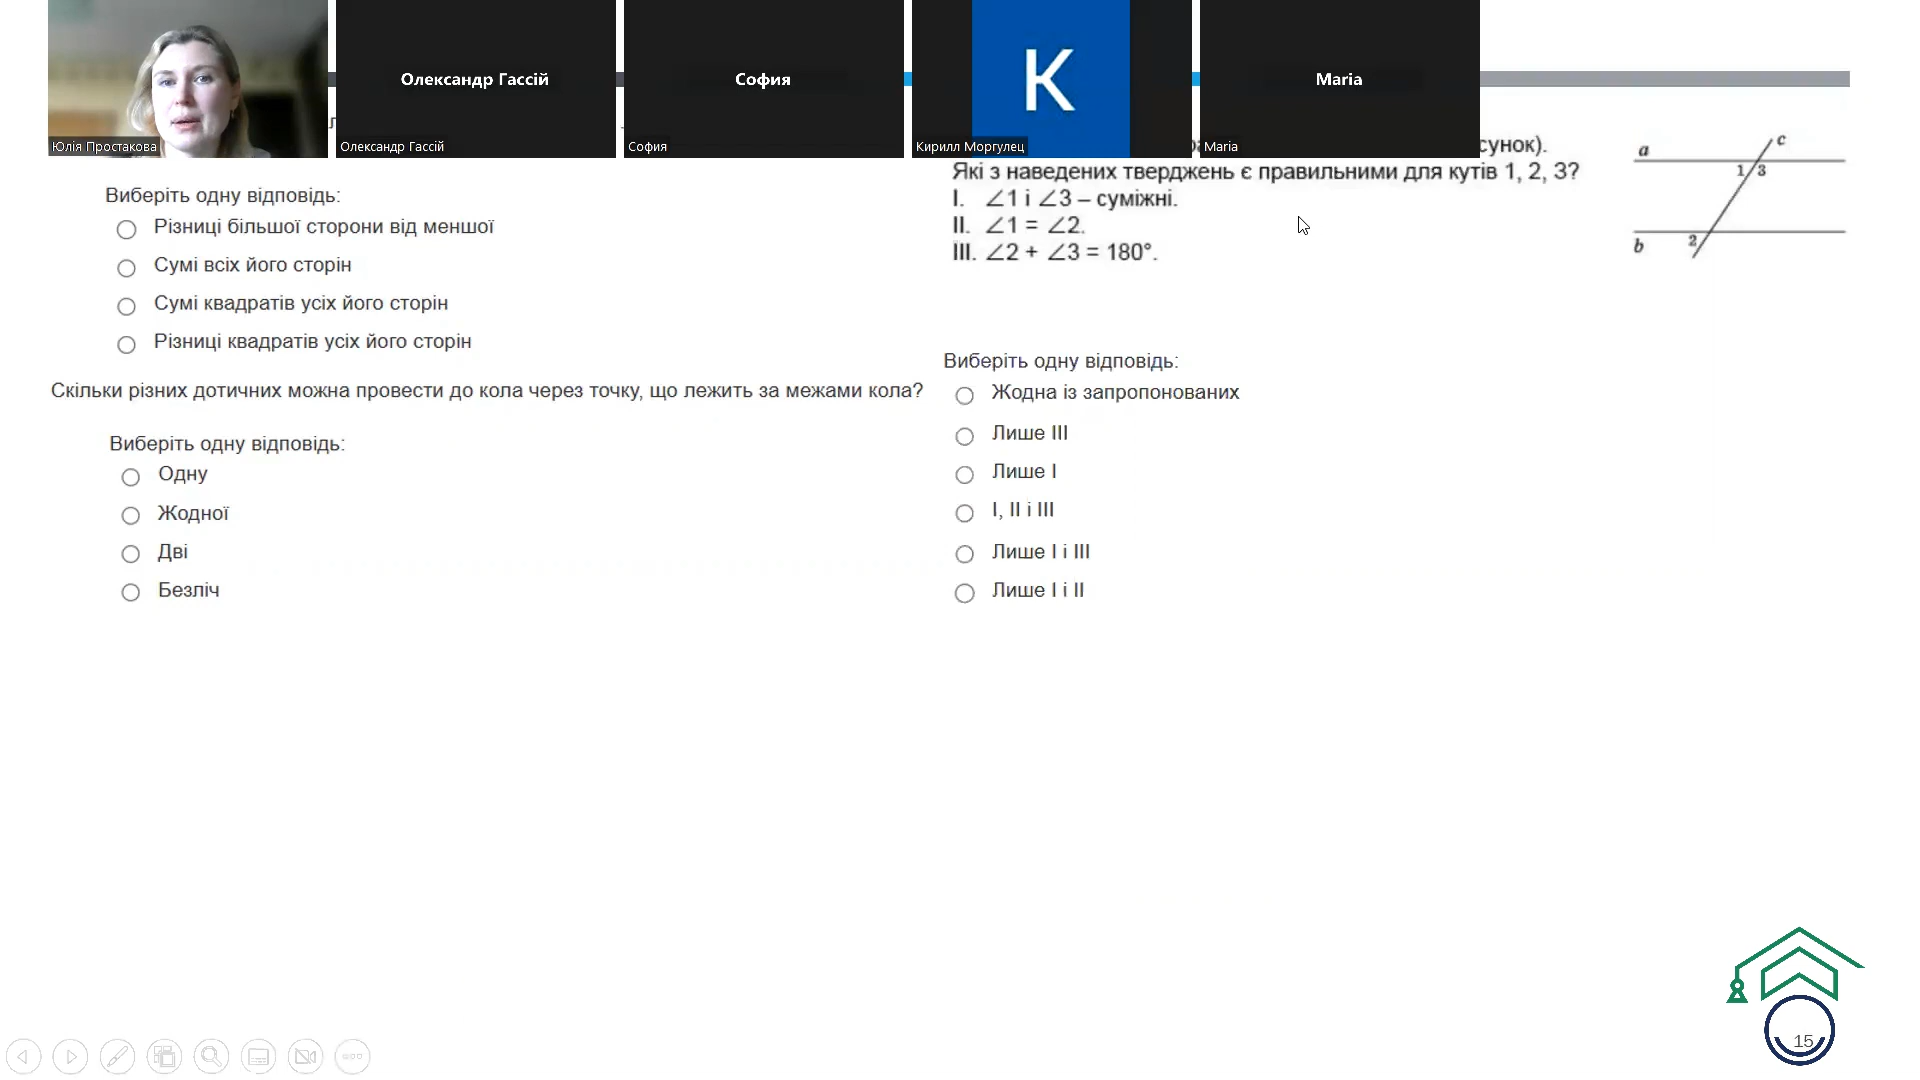 Олександр Гассій
София
K
Maria
Юлія Простакова
Олександр Гассій
София
Кирилл Моргулец
Maria
Виберіть одну відповідь:
Різниці більшої сторони від меншої
Сумі всіх його сторін
Сумі квадратів усіх його сторін
Різниці квадратів усіх його сторін
Скільки різних дотичних можна провести до кола через точку, що лежить за межами кола?
Виберіть одну відповідь:
Одну
Жодної
Дві
Безліч
сунок).
Які з наведених тверджень є правильними для кутів 1, 2, 3?
I. ∠1 і ∠3 – суміжні.
II. ∠1 = ∠2.
III. ∠2 + ∠3 = 180°.
a
c
1 3
b
2
Виберіть одну відповідь:
Жодна із запропонованих
Лише III
Лише I
I, II і III
Лише I і III
Лише I і II
15